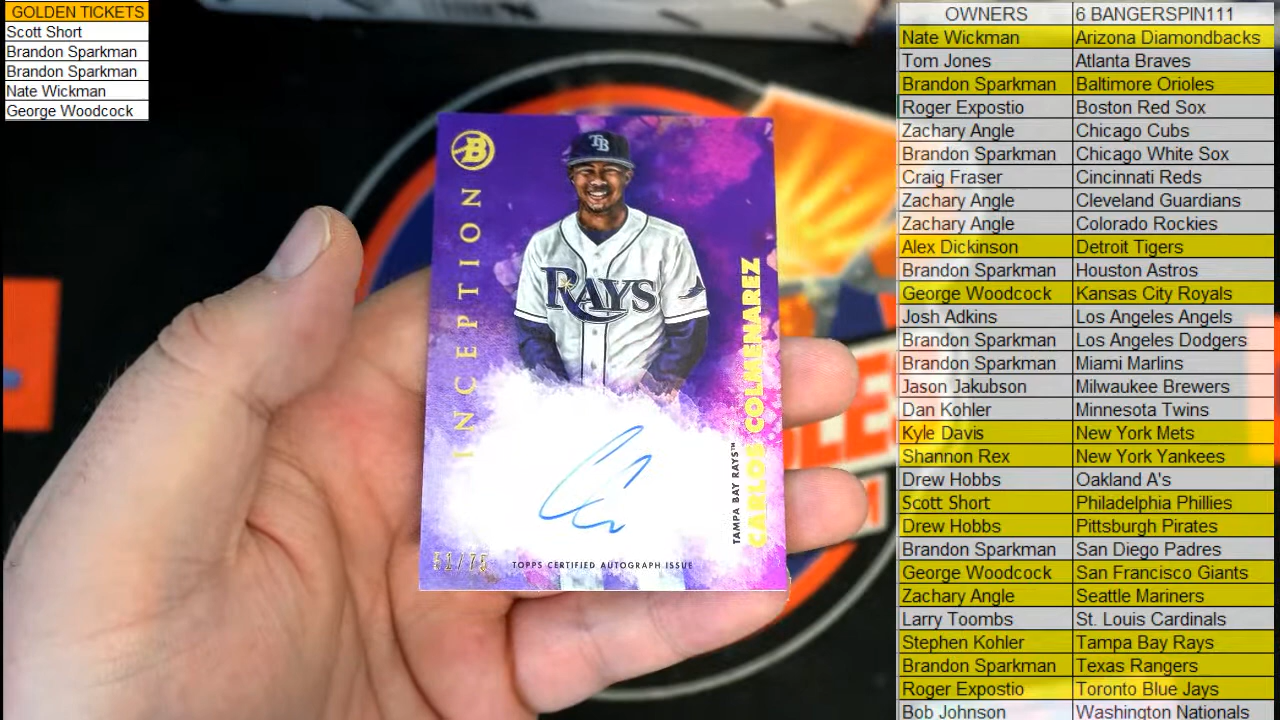 GOLDEN TICKETS
Scott Short
Brandon Sparkman
Brandon Sparkman
Nate Wickman
George Woodcock
B
INCEPTION
TB
RAYS
CARLOS COLMENAREZ
TAMPA BAY RAYS™
51/75
TOPPS CERTIFIED AUTOGRAPH ISSUE
OWNERS 6 BANGERSPIN111
Nate Wickman Arizona Diamondbacks
Tom Jones Atlanta Braves
Brandon Sparkman Baltimore Orioles
Roger Expostio Boston Red Sox
Zachary Angle Chicago Cubs
Brandon Sparkman Chicago White Sox
Craig Fraser Cincinnati Reds
Zachary Angle Cleveland Guardians
Zachary Angle Colorado Rockies
Alex Dickinson Detroit Tigers
Brandon Sparkman Houston Astros
George Woodcock Kansas City Royals
Josh Adkins Los Angeles Angels
Brandon Sparkman Los Angeles Dodgers
Brandon Sparkman Miami Marlins
Jason Jakubson Milwaukee Brewers
Dan Kohler Minnesota Twins
Kyle Davis New York Mets
Shannon Rex New York Yankees
Drew Hobbs Oakland A's
Scott Short Philadelphia Phillies
Drew Hobbs Pittsburgh Pirates
Brandon Sparkman San Diego Padres
George Woodcock San Francisco Giants
Zachary Angle Seattle Mariners
Larry Toombs St. Louis Cardinals
Stephen Kohler Tampa Bay Rays
Brandon Sparkman Texas Rangers
Roger Expostio Toronto Blue Jays
Bob Johnson Washington Nationals